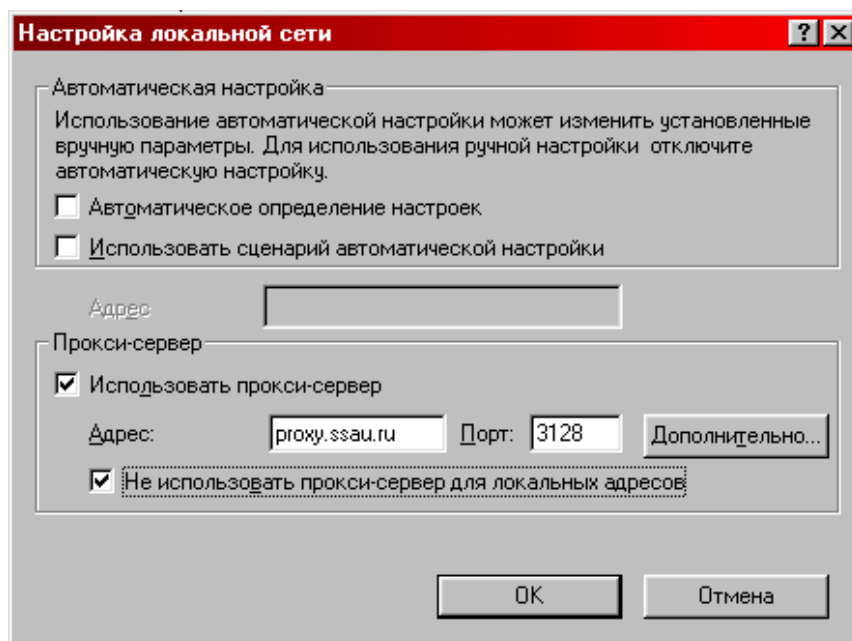 Настройка локальной сети
Автоматическая настройка
Использование автоматической настройки может изменить установленные
вручную параметры. Для использования ручной настройки отключите
автоматическую настройку.
Автоматическое определение настроек
Использовать сценарий автоматической настройки
Адрес
Прокси-сервер
Использовать прокси-сервер
Адрес: proxy.ssau.ru Порт: 3128 Дополнительно...
Не использовать прокси-сервер для локальных адресов
OK Отмена